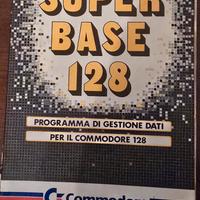 SUPER
BASE
128
PROGRAMMA DI GESTIONE DATI
PER IL COMMODORE 128
Commodore